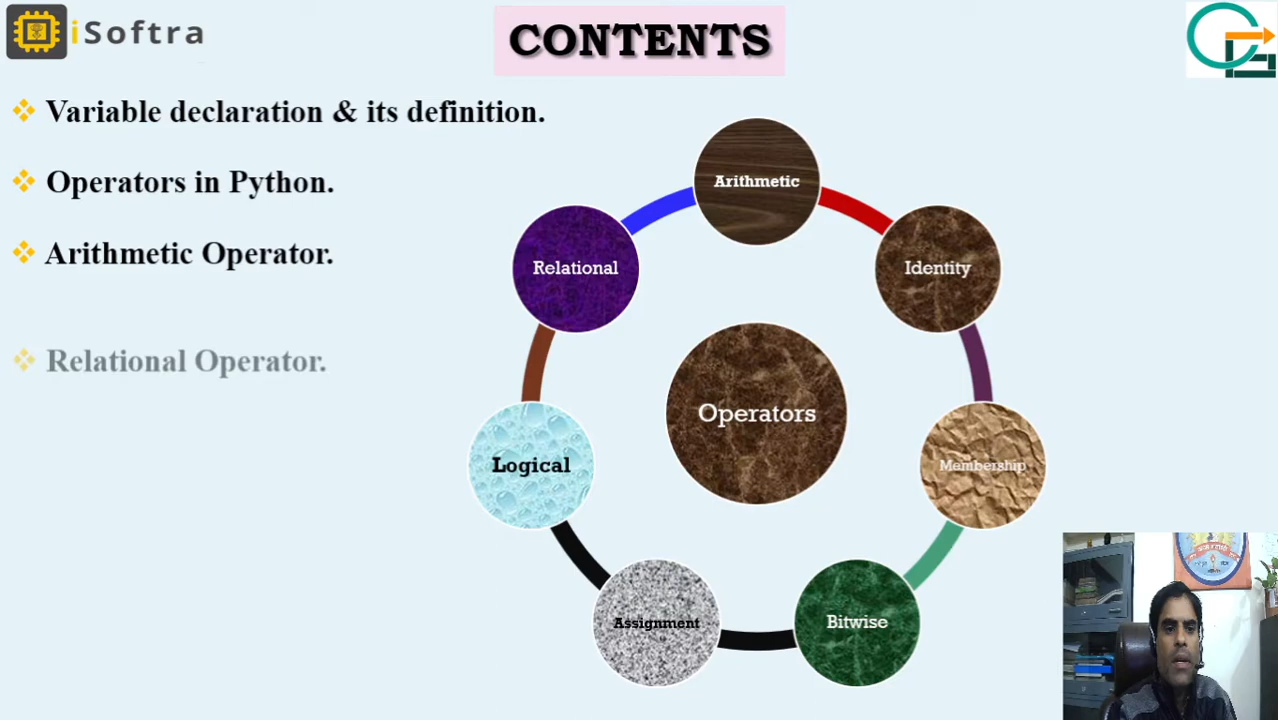 iSoftra
CONTENTS
Variable declaration & its definition.
Operators in Python.
Arithmetic Operator.
Relational Operator.
Arithmetic
Relational
Identity
Operators
Logical
Membership
Assignment
Bitwise